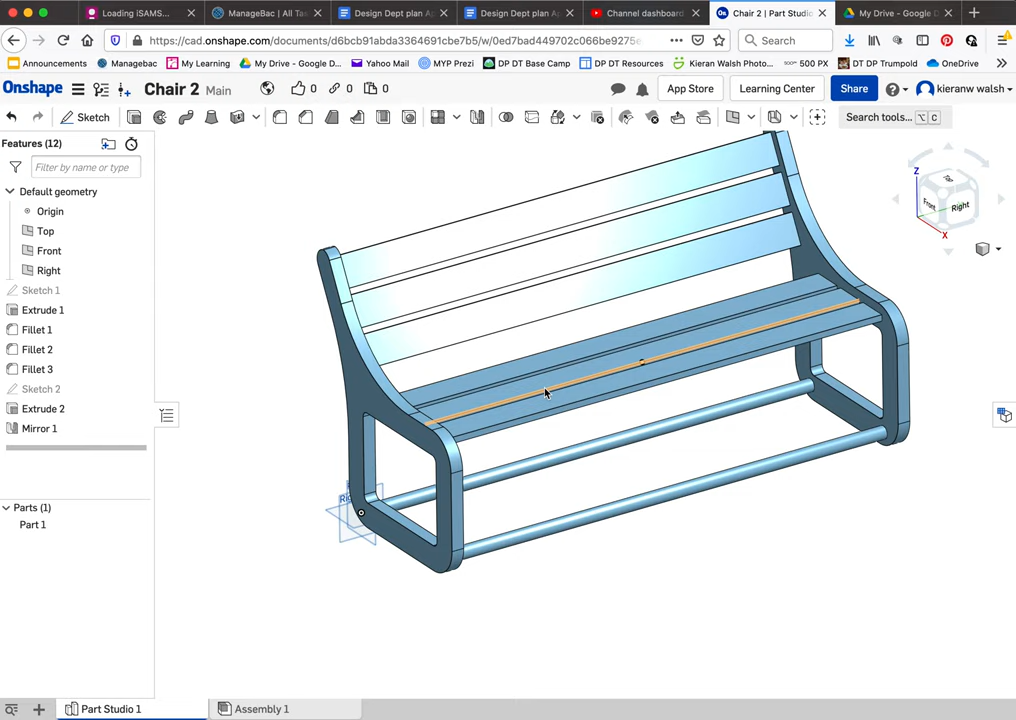 Loading iSAMS...
ManageBac | All Ta
Design Dept plan Ap
Design Dept plan A
Channel dashboard
Chair 2 | Part Studio
My Drive - Google D
https://cad.onshape.com/documents/d6bcb91abda3364691cbe7b5/w/0ed7bad449702c066be9275e
Search
Announcements
Managebac
My Learning
My Drive - Google D...
Yahoo Mail
MYP Prezi
DP DT Base Camp
DP DT Resources
Kieran Walsh Photo...
500 PX
DT DP Trumpold
OneDrive
Onshape
Chair 2 Main
0
0
0
App Store
Learning Center
Share
kieranw walsh
Sketch
Search tools...
C
Features (12)
Filter by name or type
Default geometry
Origin
Top
Front
Right
Sketch 1
Extrude 1
Fillet 1
Fillet 2
Fillet 3
Sketch 2
Extrude 2
Mirror 1
Parts (1)
Part 1
Z
Front
Right
X
Part Studio 1
Assembly 1